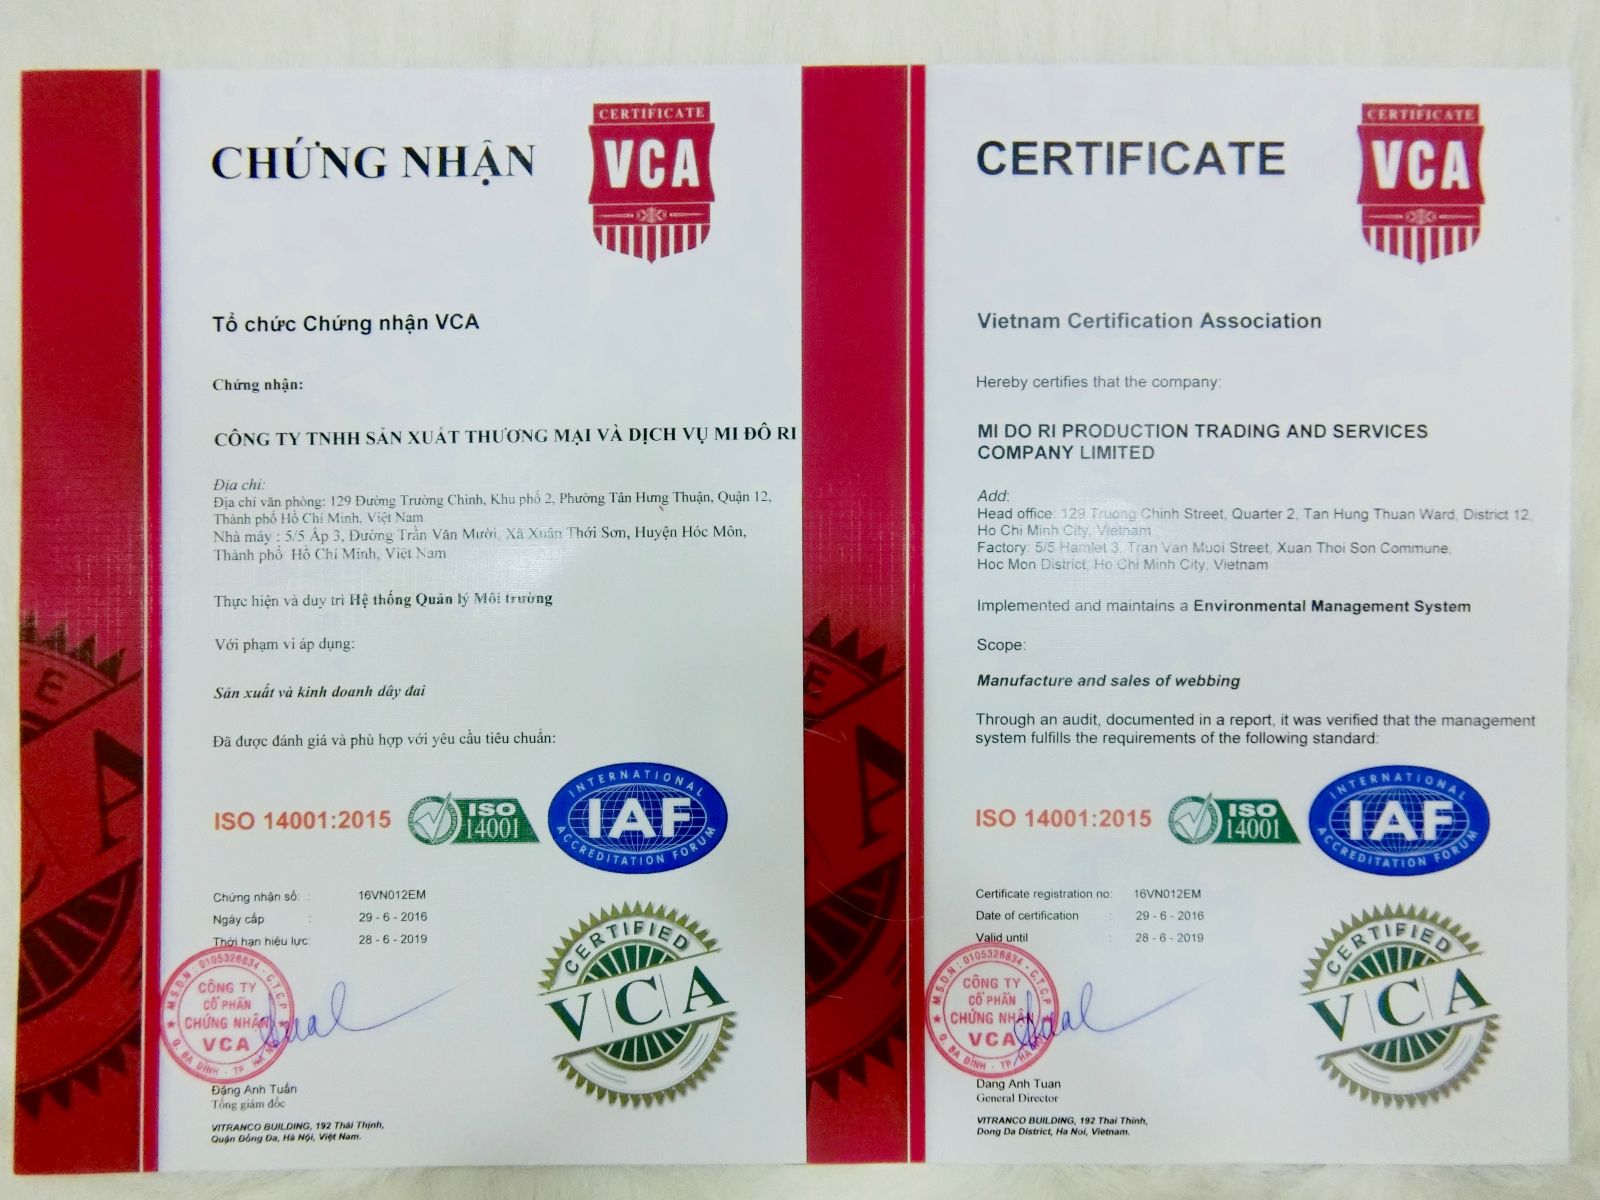 CHỨNG NHẬN
CERTIFICATE
VCA
Tổ chức Chứng nhận VCA
Chứng nhận:
CÔNG TY TNHH SẢN XUẤT THƯƠNG MẠI VÀ DỊCH VỤ MI ĐÔ RI
Địa chỉ:
Địa chỉ văn phòng: 129 Đường Trường Chinh, Khu phố 2, Phường Tân Hưng Thuận, Quận 12,
Thành phố Hồ Chí Minh, Việt Nam
Nhà máy : 5/5 Ấp 3, Đường Trần Văn Mười, Xã Xuân Thới Sơn, Huyện Hóc Môn,
Thành phố Hồ Chí Minh, Việt Nam
Thực hiện và duy trì Hệ thống Quản lý Môi trường
Với phạm vi áp dụng:
Sản xuất và kinh doanh dây đai
Đã được đánh giá và phù hợp với yêu cầu tiêu chuẩn:
ISO 14001:2015
ISO
14001
INTERNATIONAL
IAF
ACCREDITATION FORUM
Chứng nhận số: : 16VN012EM
Ngày cấp : 29 - 6 - 2016
Thời hạn hiệu lực: 28 - 6 - 2019
M.S.D.N: 0105326834 - C.T.C.P
CÔNG TY
CỔ PHẦN
CHỨNG NHẬN
VCA
Q. BA ĐÌNH - TP. HÀ NỘI
CERTIFIED
VCA
Đặng Anh Tuấn
Tổng giám đốc
VITRANCO BUILDING, 192 Thái Thịnh,
Quận Đống Đa, Hà Nội, Việt Nam.
CERTIFICATE
CERTIFICATE
VCA
Vietnam Certification Association
Hereby certifies that the company:
MI DO RI PRODUCTION TRADING AND SERVICES
COMPANY LIMITED
Add:
Head office: 129 Truong Chinh Street, Quarter 2, Tan Hung Thuan Ward, District 12,
Ho Chi Minh City, Vietnam
Factory: 5/5 Hamlet 3, Tran Van Muoi Street, Xuan Thoi Son Commune,
Hoc Mon District, Ho Chi Minh City, Vietnam
Implemented and maintains a Environmental Management System
Scope:
Manufacture and sales of webbing
Through an audit, documented in a report, it was verified that the management
system fulfills the requirements of the following standard:
ISO 14001:2015
ISO
14001
INTERNATIONAL
IAF
ACCREDITATION FORUM
Certificate registration no: 16VN012EM
Date of certification : 29 - 6 - 2016
Valid until : 28 - 6 - 2019
M.S.D.N: 0105326834 - C.T.C.P
CÔNG TY
CỔ PHẦN
CHỨNG NHẬN
VCA
Q. BA ĐÌNH - TP. HÀ NỘI
CERTIFIED
VCA
Dang Anh Tuan
General Director
VITRANCO BUILDING, 192 Thai Thinh,
Dong Da District, Ha Noi, Vietnam.